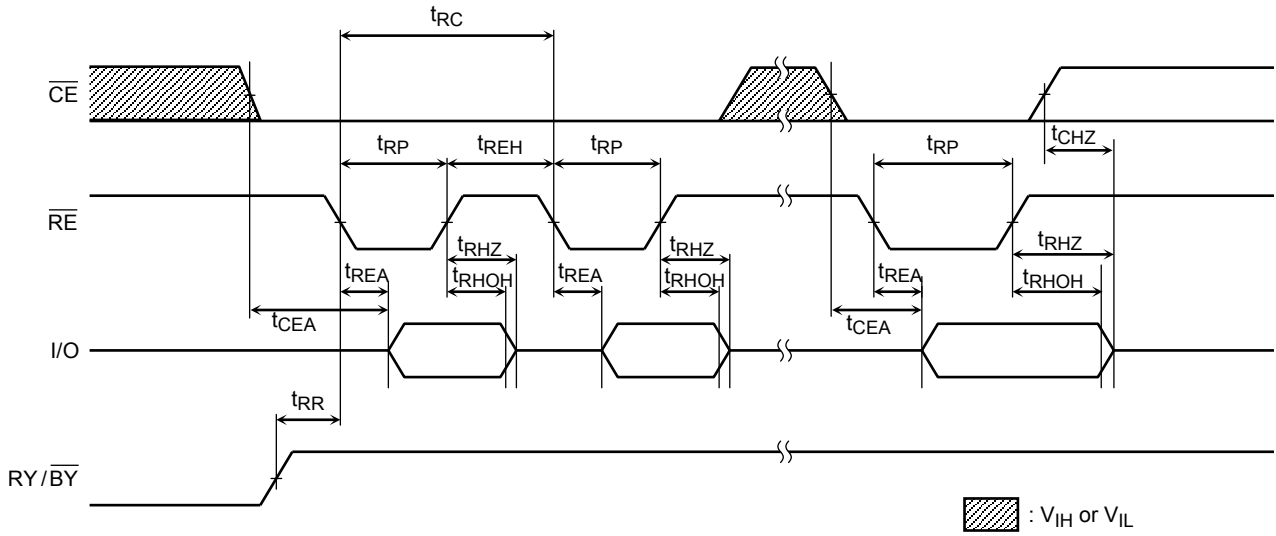 tRC
CE
tRP tREH tRP tRP tCHZ
RE
tRHZ tRHZ tRHZ
tREA tRHOH tREA tRHOH tREA tRHOH
tCEA tCEA
I/O
tRR
RY/BY
: VIH or VIL